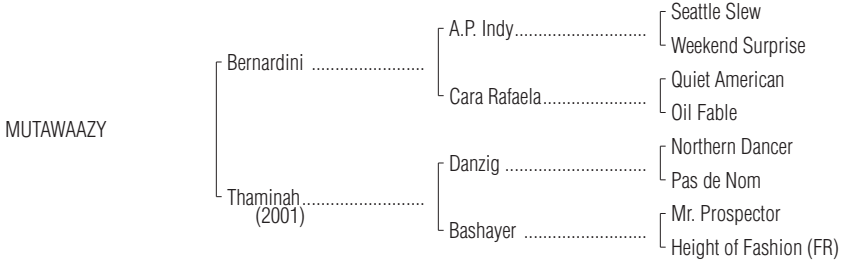 Seattle Slew
A.P. Indy...........................
Weekend Surprise
Bernardini ........................
Quiet American
Cara Rafaela......................
Oil Fable
MUTAWAAZY
Northern Dancer
Danzig ..............................
Pas de Nom
Thaminah..........................
(2001)
Mr. Prospector
Bashayer ..........................
Height of Fashion (FR)